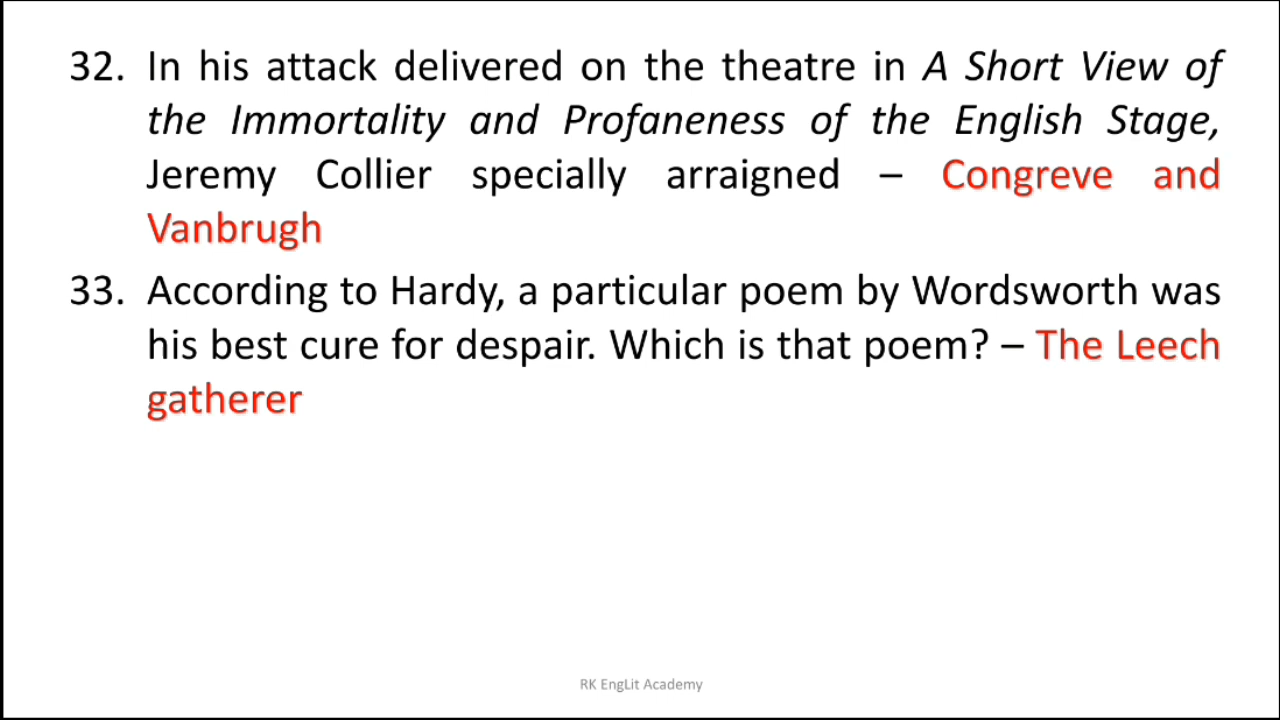 32. In his attack delivered on the theatre in A Short View of
the Immortality and Profaneness of the English Stage,
Jeremy Collier specially arraigned – Congreve and
Vanbrugh
33. According to Hardy, a particular poem by Wordsworth was
his best cure for despair. Which is that poem? – The Leech
gatherer
RK EngLit Academy